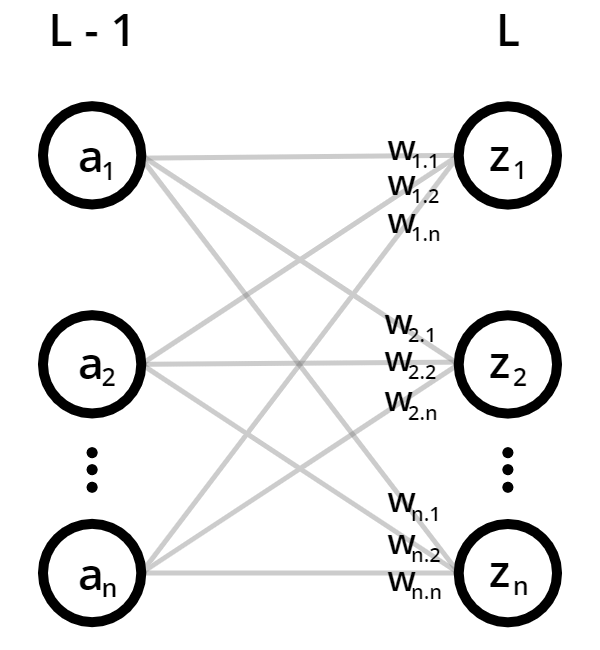 L - 1 L
a1 w1.1 z1
w1.2
w1.n
w2.1
a2 w2.2 z2
w2.n
wn.1
wn.2
an wn.n zn